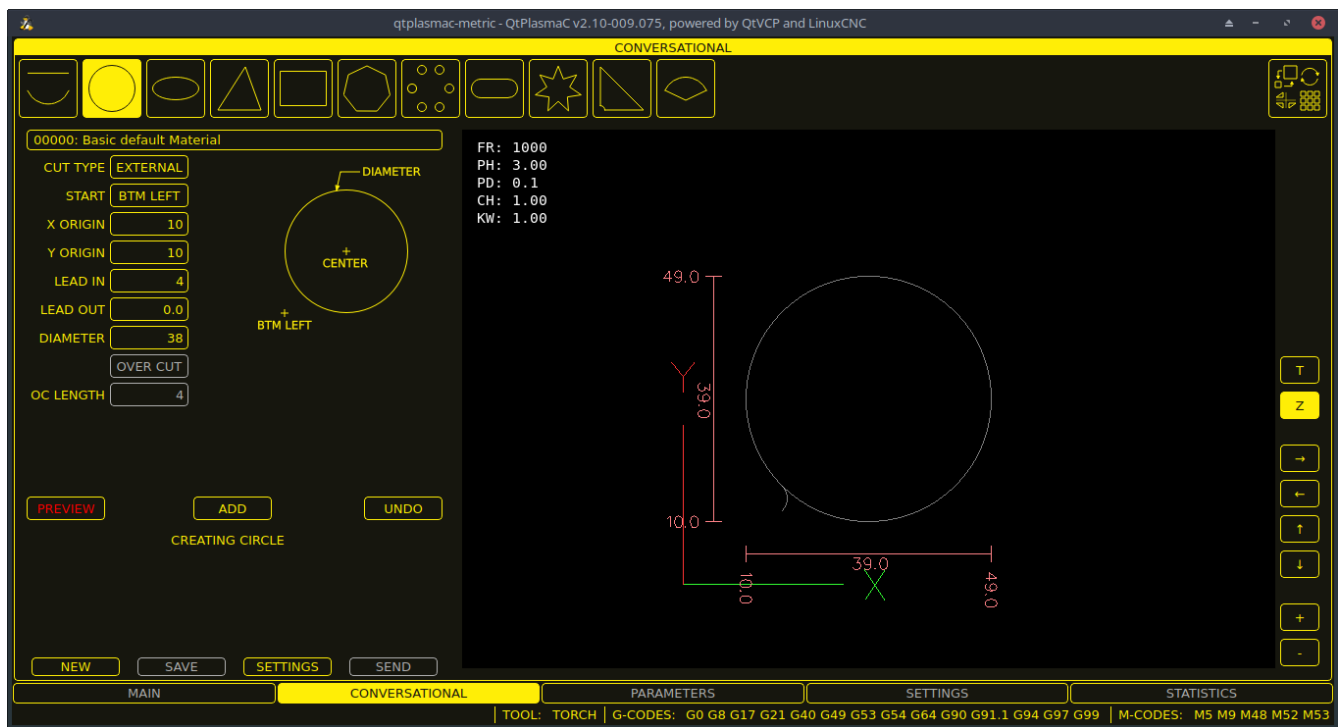 qtplasmac-metric - QtPlasmaC v2.10-009.075, powered by QtVCP and LinuxCNC
CONVERSATIONAL
00000: Basic default Material
CUT TYPE EXTERNAL
START BTM LEFT
X ORIGIN 10
Y ORIGIN 10
LEAD IN 4
LEAD OUT 0.0
DIAMETER 38
OVER CUT
OC LENGTH 4
DIAMETER
CENTER
BTM LEFT
PREVIEW ADD UNDO
CREATING CIRCLE
NEW SAVE SETTINGS SEND
FR: 1000
PH: 3.00
PD: 0.1
CH: 1.00
KW: 1.00
49.0
Y
39.0
10.0
39.0
10.0 X 49.0
T
Z
→
←
↑
↓
+
-
MAIN CONVERSATIONAL PARAMETERS SETTINGS STATISTICS
TOOL: TORCH G-CODES: G0 G8 G17 G21 G40 G49 G53 G54 G64 G90 G91.1 G94 G97 G99 M-CODES: M5 M9 M48 M52 M53